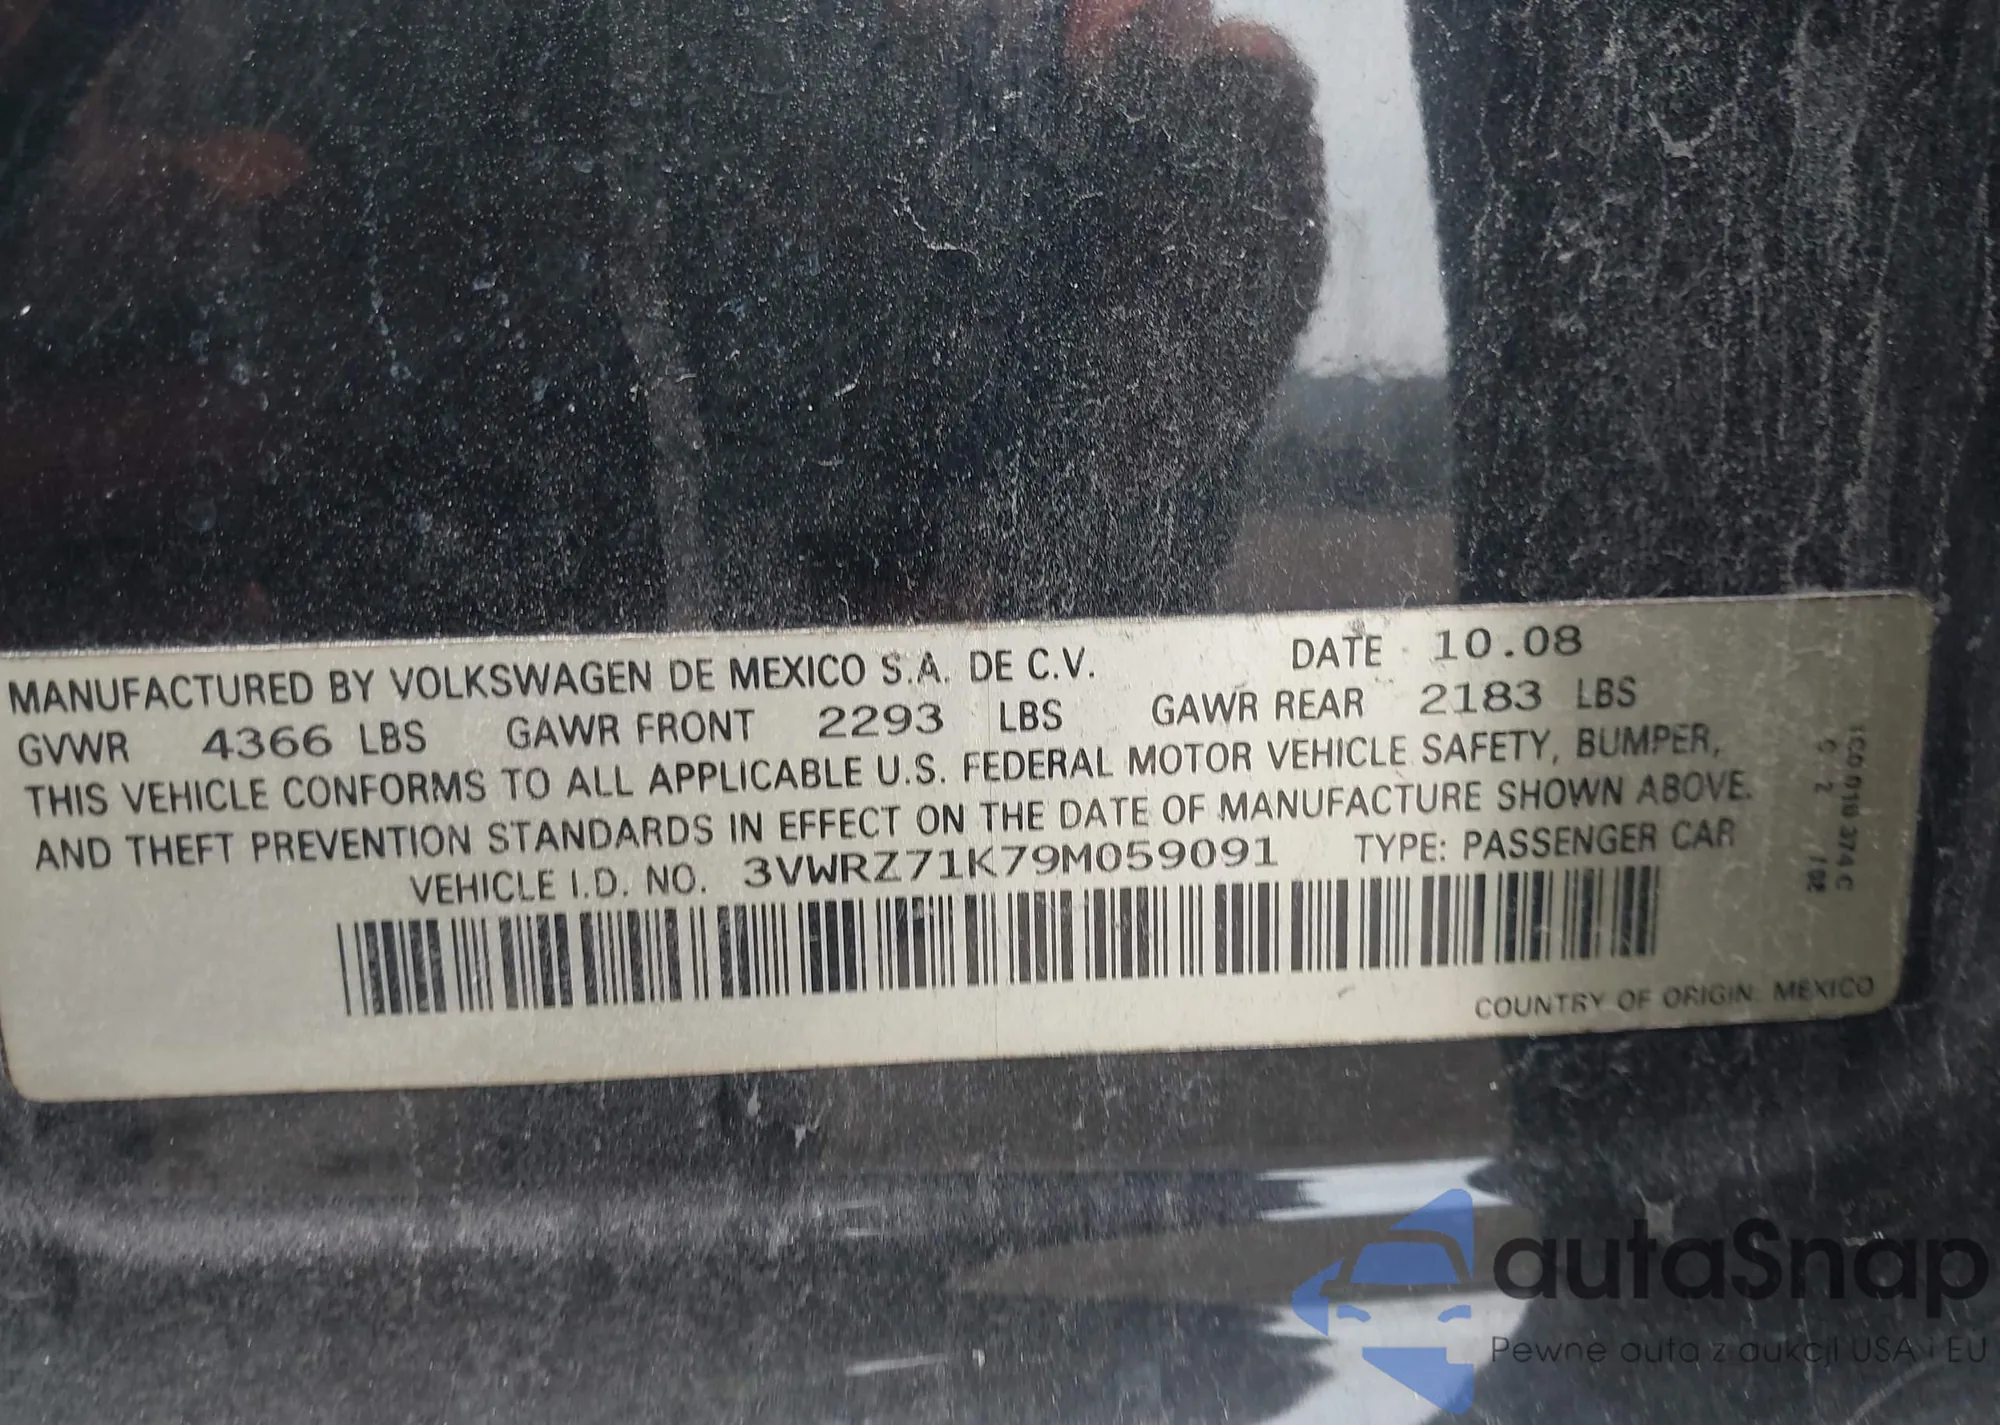 MANUFACTURED BY VOLKSWAGEN DE MEXICO S.A. DE C.V. DATE 10.08
GVWR 4366 LBS GAWR FRONT 2293 LBS GAWR REAR 2183 LBS
THIS VEHICLE CONFORMS TO ALL APPLICABLE U.S. FEDERAL MOTOR VEHICLE SAFETY, BUMPER,
AND THEFT PREVENTION STANDARDS IN EFFECT ON THE DATE OF MANUFACTURE SHOWN ABOVE.
VEHICLE I.D. NO. 3VWRZ71K79M059091 TYPE: PASSENGER CAR
COUNTRY OF ORIGIN: MEXICO
autaSnap
Pewne auta z aukcji USA i EU